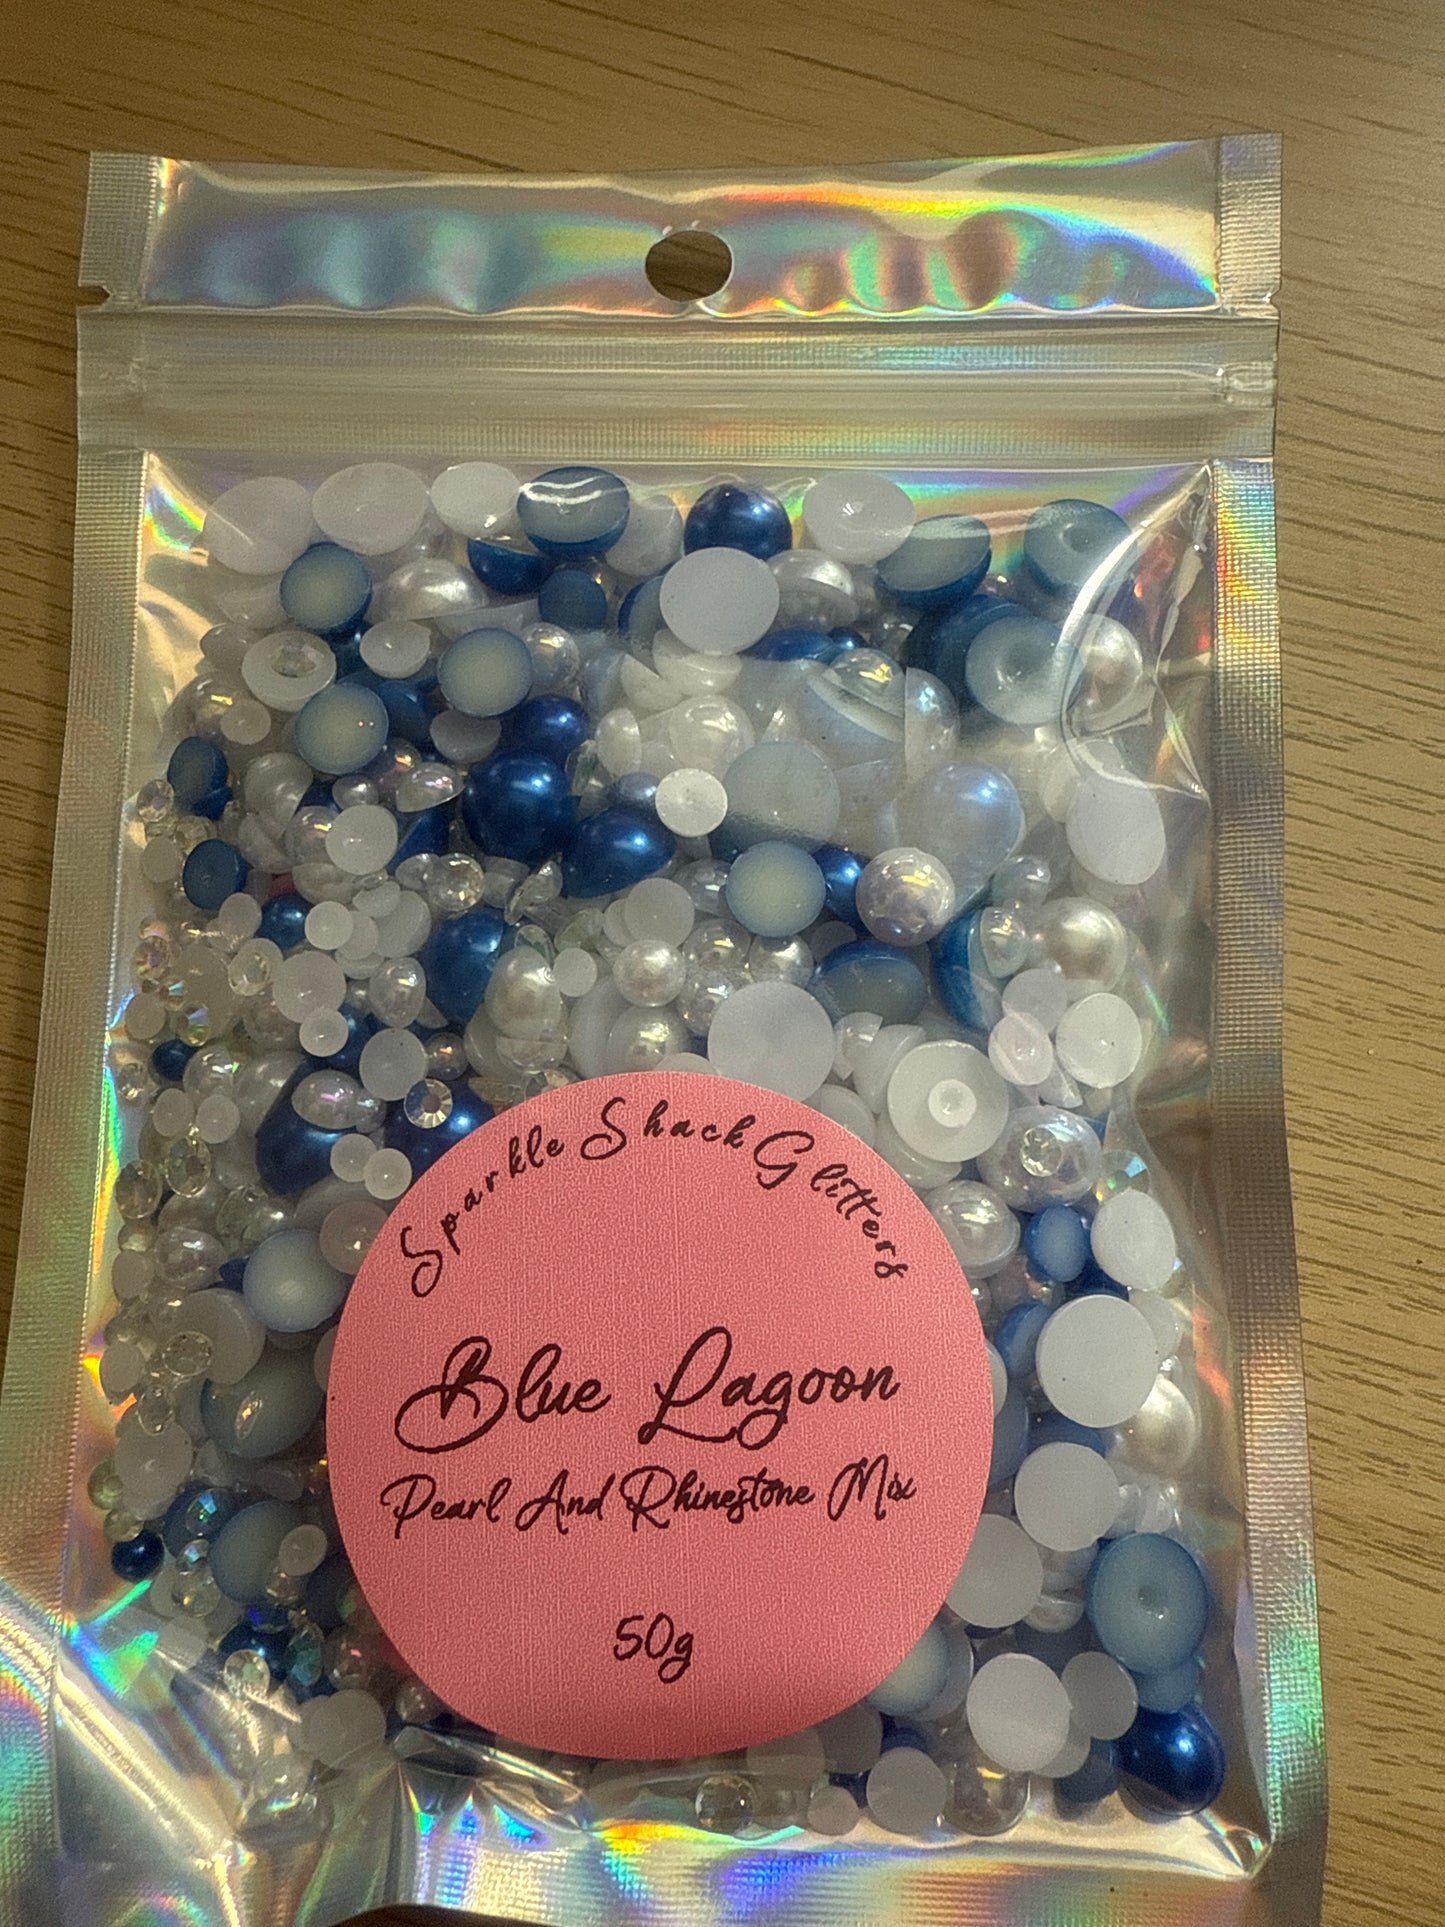 Sparkle Shack Glitters
Blue Lagoon
Pearl And Rhinestone Mix
50g